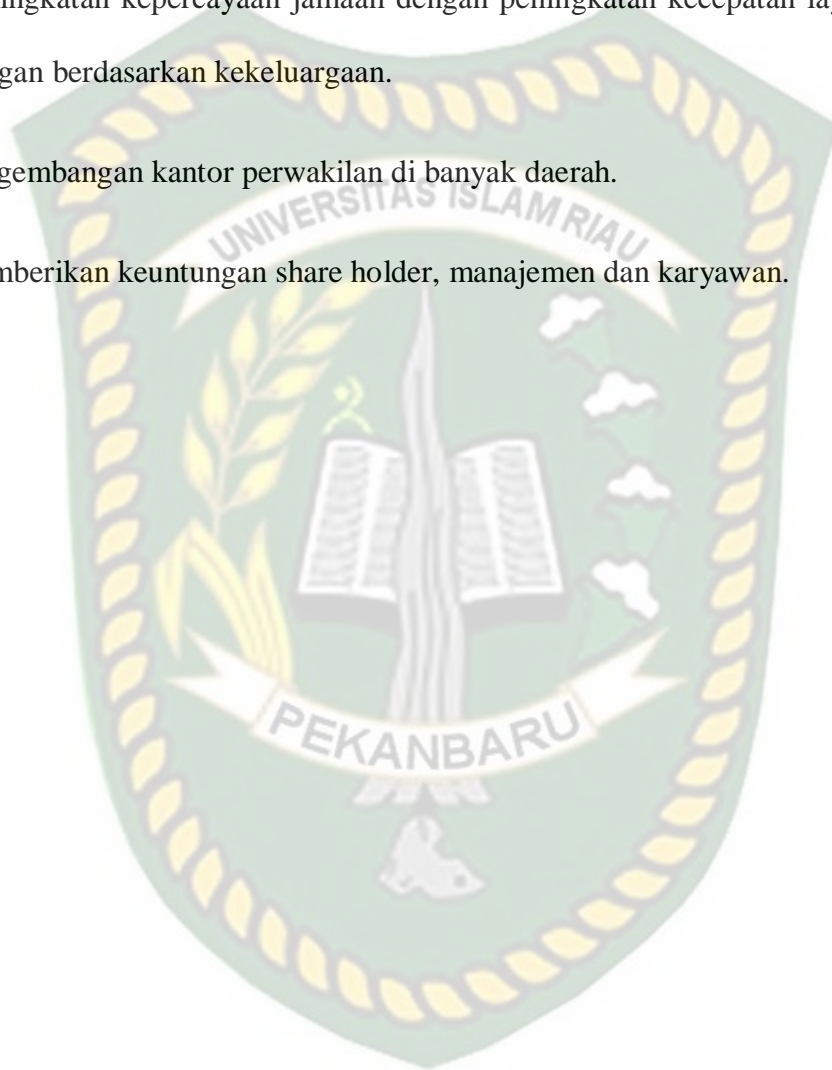 gan berdasarkan kekeluargaan.
gembangan kantor perwakilan di banyak daerah.
mberikan keuntungan share holder, manajemen dan karyawan.
UNIVERSITAS ISLAM RIAU
PEKANBARU